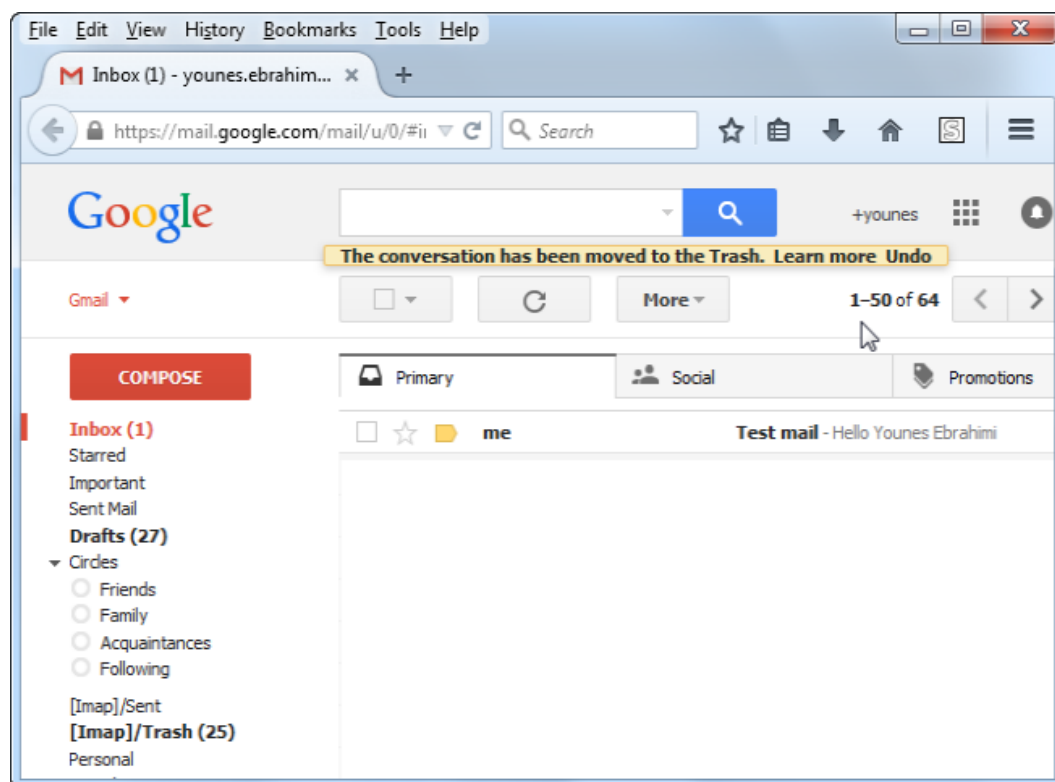 File Edit View History Bookmarks Tools Help
Inbox (1) - younes.ebrahim...
https://mail.google.com/mail/u/0/#i Search
Google +younes
The conversation has been moved to the Trash. Learn more Undo
Gmail More 1–50 of 64
COMPOSE Primary Social Promotions
Inbox (1) me Test mail - Hello Younes Ebrahimi
Starred
Important
Sent Mail
Drafts (27)
Circles
Friends
Family
Acquaintances
Following
[Imap]/Sent
[Imap]/Trash (25)
Personal